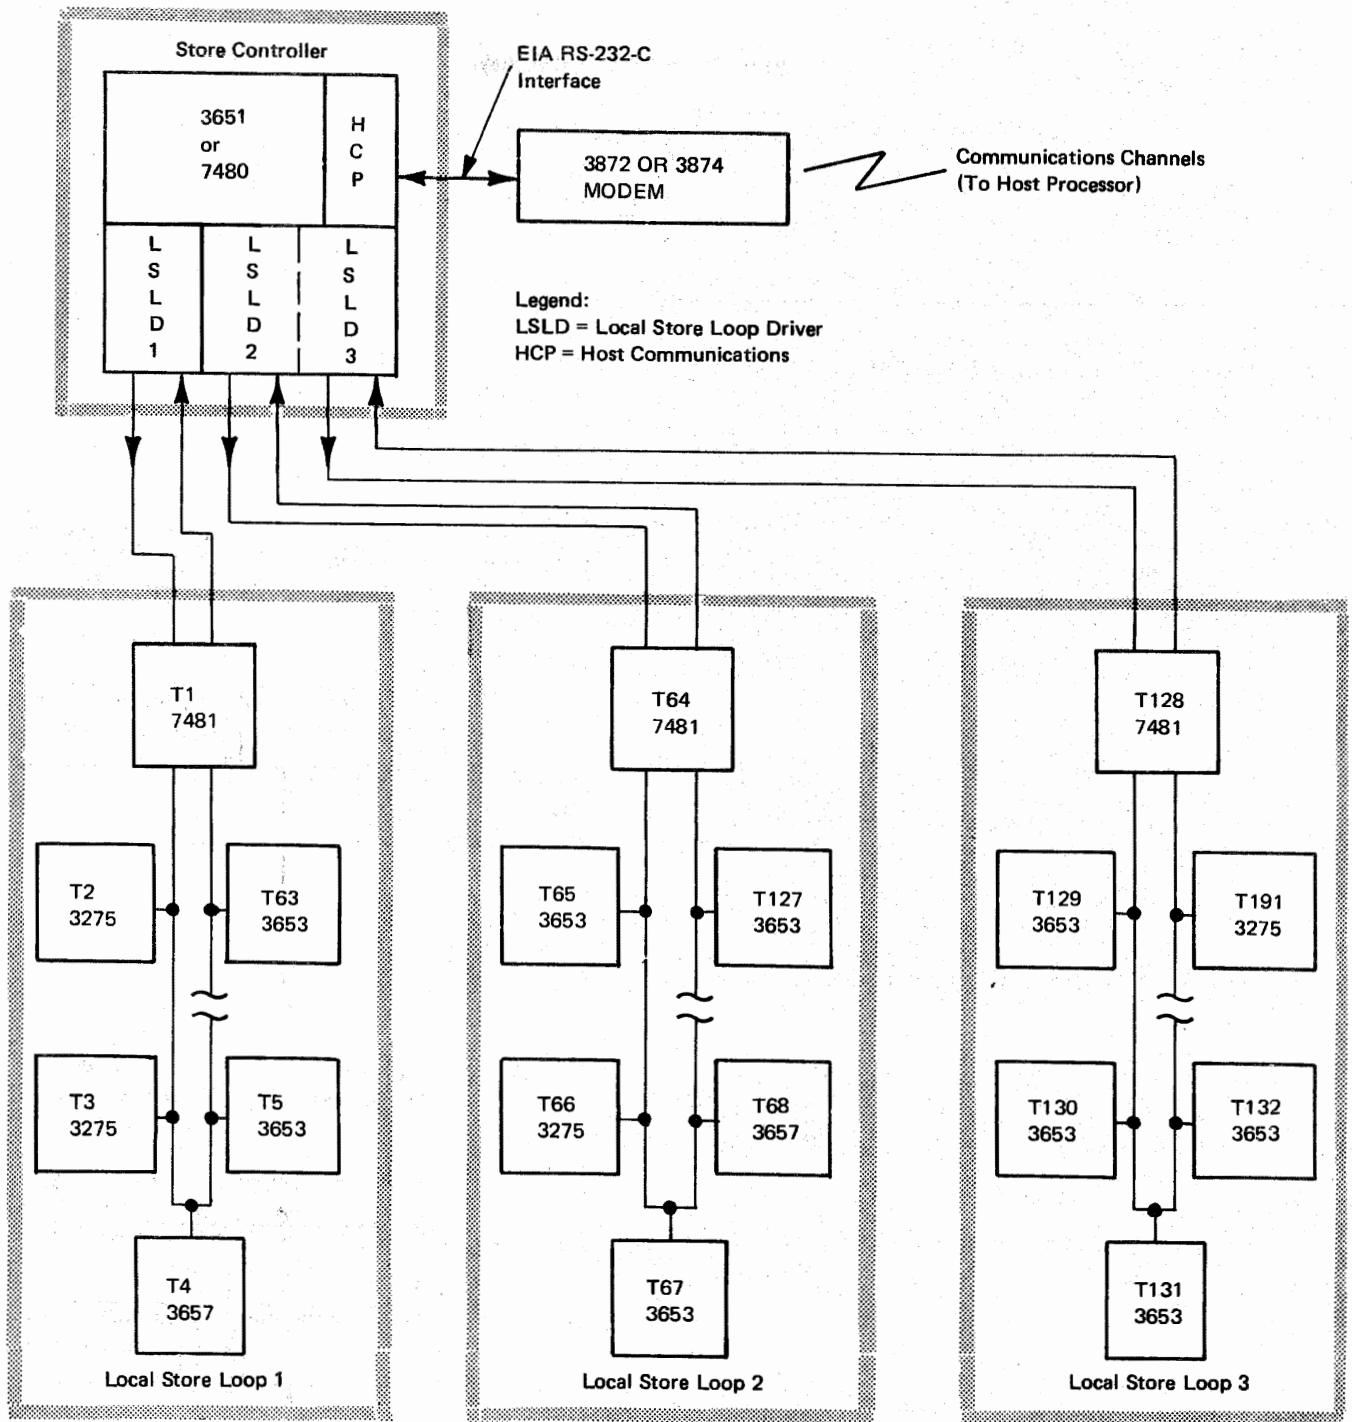 Store Controller
3651
or
7480
H
C
P
L
S
L
D
1
L
S
L
D
2
L
S
L
D
3
EIA RS-232-C
Interface
3872 OR 3874
MODEM
Communications Channels
(To Host Processor)
Legend:
LSLD = Local Store Loop Driver
HCP = Host Communications
T1
7481
T2
3275
T63
3653
T3
3275
T5
3653
T4
3657
Local Store Loop 1
T64
7481
T65
3653
T127
3653
T66
3275
T68
3657
T67
3653
Local Store Loop 2
T128
7481
T129
3653
T191
3275
T130
3653
T132
3653
T131
3653
Local Store Loop 3